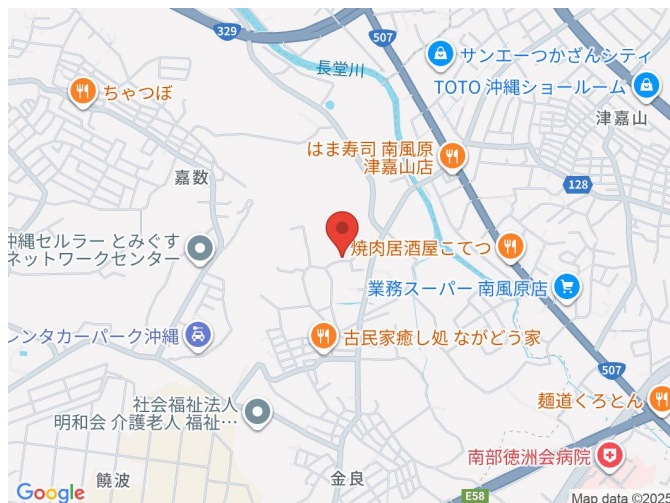 329
507
長堂川
サンエーつかざんシティ
TOTO 沖縄ショールーム
ちゃつぼ
津嘉山
はま寿司 南風原
津嘉山店
嘉数
128
沖縄セルラー とみぐす
ネットワークセンター
焼肉居酒屋こてつ
業務スーパー 南風原店
レンタカーパーク沖縄
古民家癒し処 ながどう家
507
社会福祉法人
明和会 介護老人 福祉…
麺道くろとん
南部徳洲会病院
饒波
金良
E58
Google
Map data ©2025